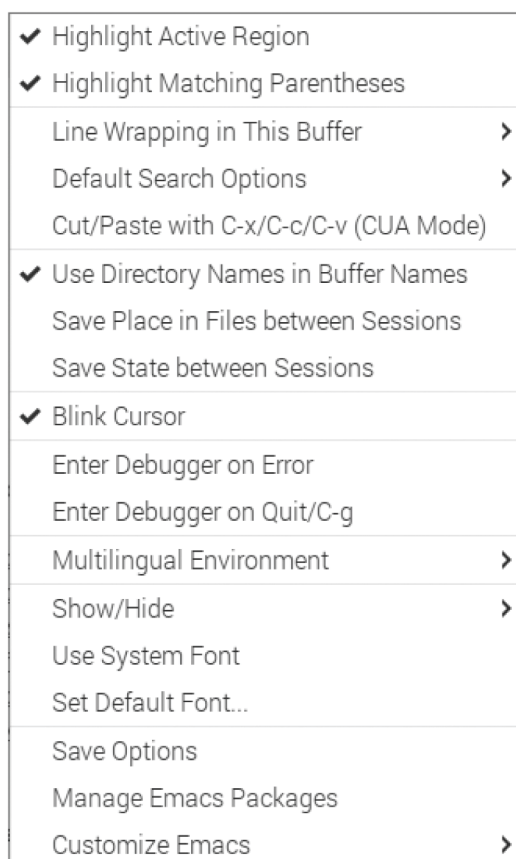 Highlight Active Region
Highlight Matching Parentheses
Line Wrapping in This Buffer
Default Search Options
Cut/Paste with C-x/C-c/C-v (CUA Mode)
Use Directory Names in Buffer Names
Save Place in Files between Sessions
Save State between Sessions
Blink Cursor
Enter Debugger on Error
Enter Debugger on Quit/C-g
Multilingual Environment
Show/Hide
Use System Font
Set Default Font...
Save Options
Manage Emacs Packages
Customize Emacs